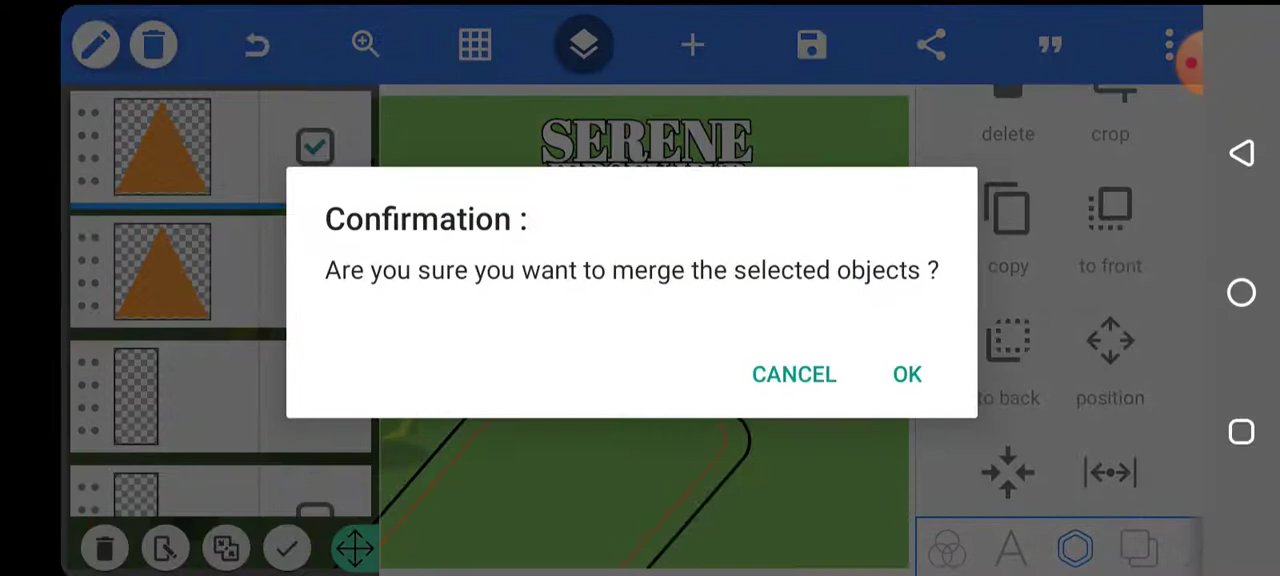 SERENE
delete
crop
Confirmation :
Are you sure you want to merge the selected objects ?
copy
to front
CANCEL
OK
to back
position